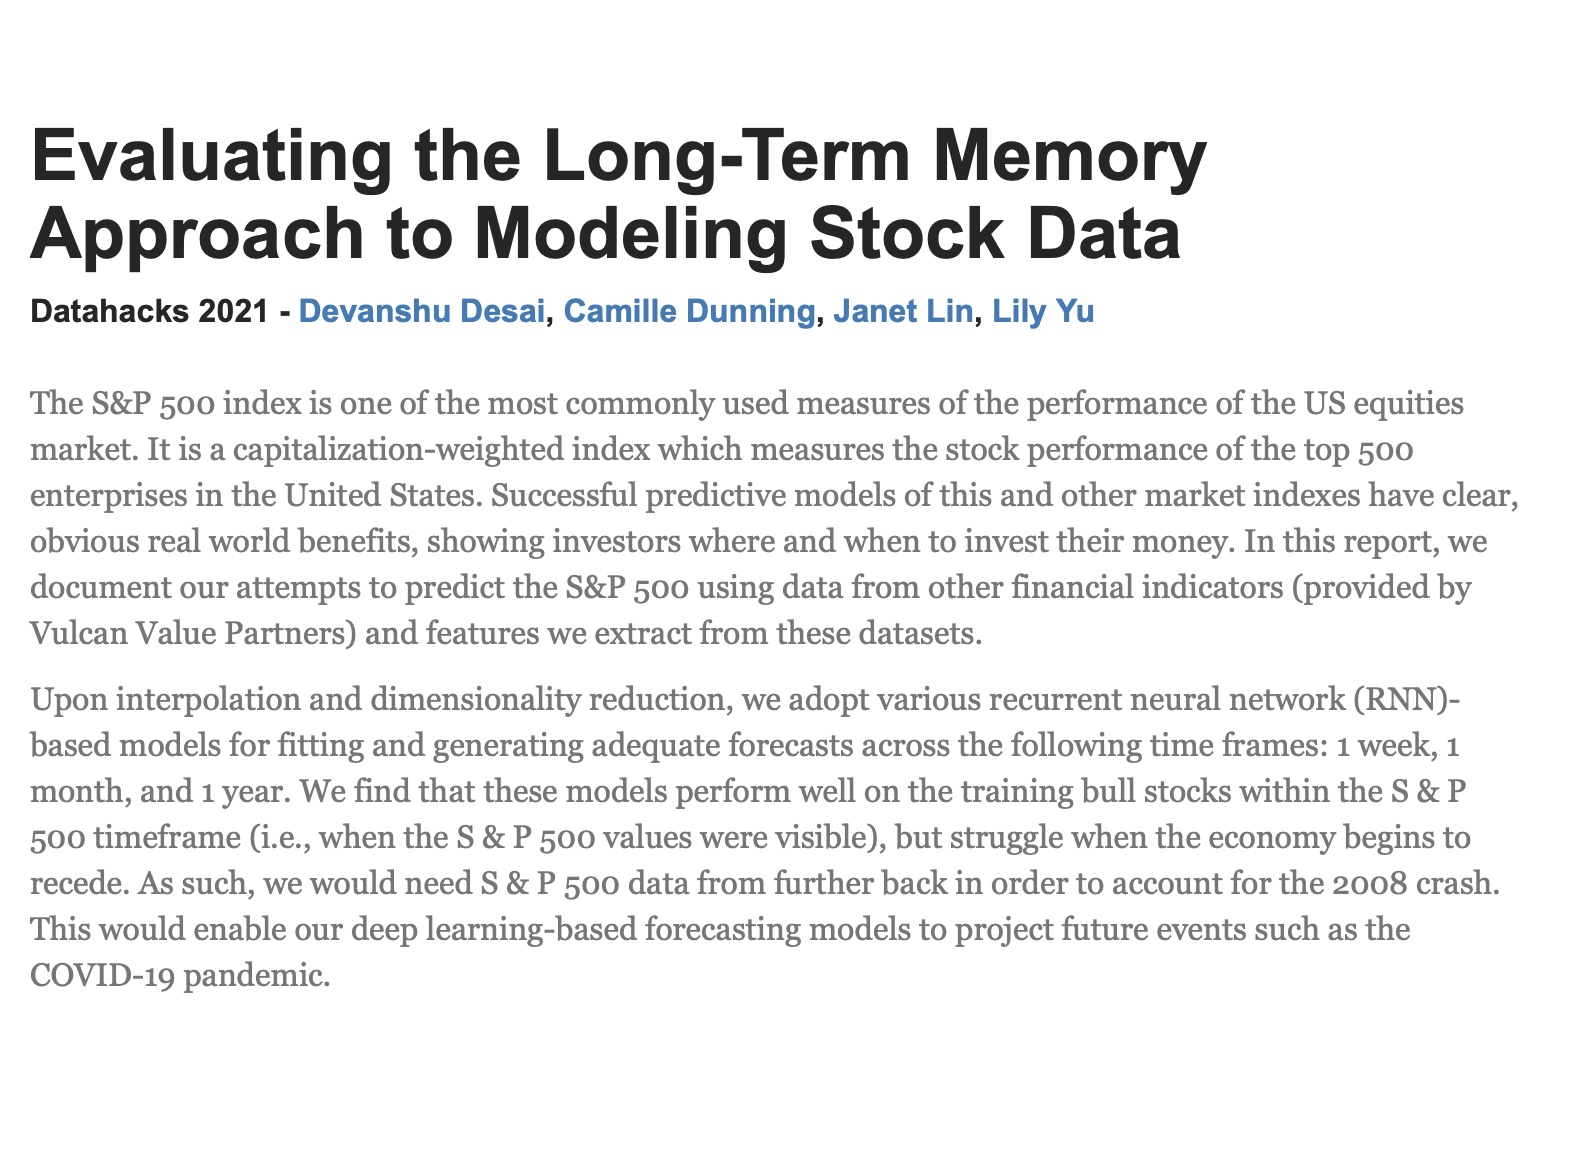 Evaluating the Long-Term Memory
Approach to Modeling Stock Data
Datahacks 2021 - Devanshu Desai, Camille Dunning, Janet Lin, Lily Yu
The S&P 500 index is one of the most commonly used measures of the performance of the US equities
market. It is a capitalization-weighted index which measures the stock performance of the top 500
enterprises in the United States. Successful predictive models of this and other market indexes have clear,
obvious real world benefits, showing investors where and when to invest their money. In this report, we
document our attempts to predict the S&P 500 using data from other financial indicators (provided by
Vulcan Value Partners) and features we extract from these datasets.
Upon interpolation and dimensionality reduction, we adopt various recurrent neural network (RNN)-
based models for fitting and generating adequate forecasts across the following time frames: 1 week, 1
month, and 1 year. We find that these models perform well on the training bull stocks within the S & P
500 timeframe (i.e., when the S & P 500 values were visible), but struggle when the economy begins to
recede. As such, we would need S & P 500 data from further back in order to account for the 2008 crash.
This would enable our deep learning-based forecasting models to project future events such as the
COVID-19 pandemic.